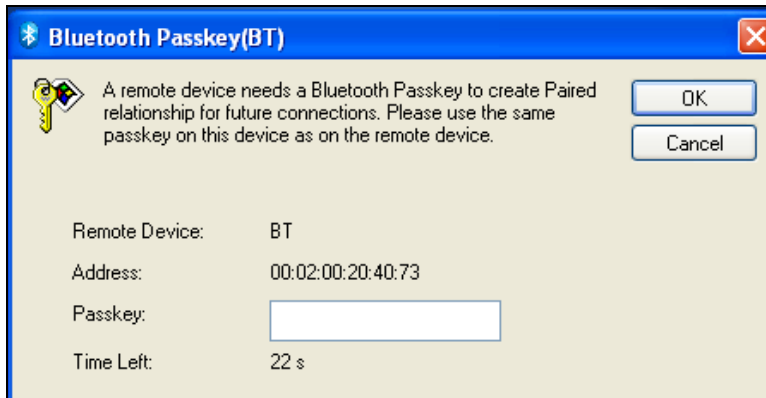 Bluetooth Passkey(BT)
A remote device needs a Bluetooth Passkey to create Paired
relationship for future connections. Please use the same
passkey on this device as on the remote device.
OK
Cancel
Remote Device: BT
Address: 00:02:00:20:40:73
Passkey:
Time Left: 22 s